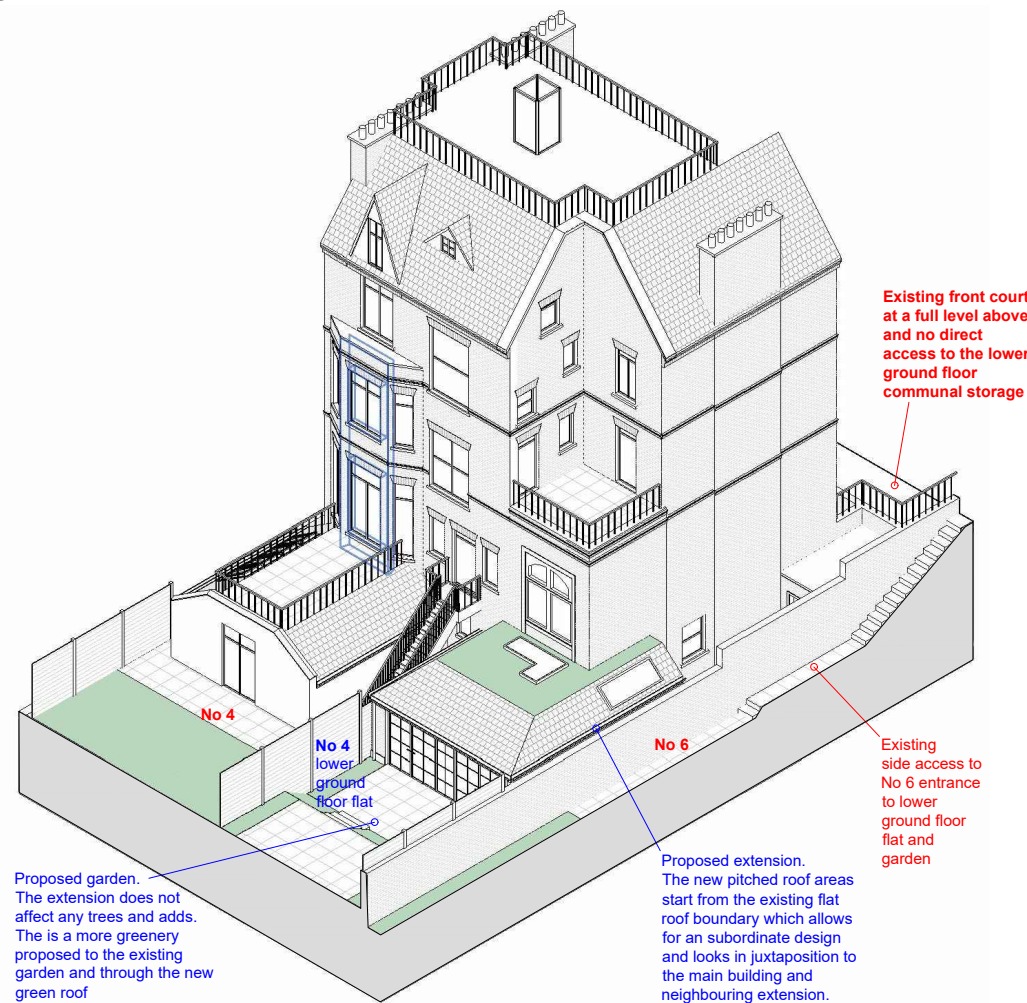 Existing front court
at a full level above
and no direct
access to the lower
ground floor
communal storage
No 4
No 4
lower
ground
floor flat
No 6
Existing
side access to
No 6 entrance
to lower
ground floor
flat and
garden
Proposed garden.
The extension does not
affect any trees and adds.
The is a more greenery
proposed to the existing
garden and through the new
green roof
Proposed extension.
The new pitched roof areas
start from the existing flat
roof boundary which allows
for an subordinate design
and looks in juxtaposition to
the main building and
neighbouring extension.